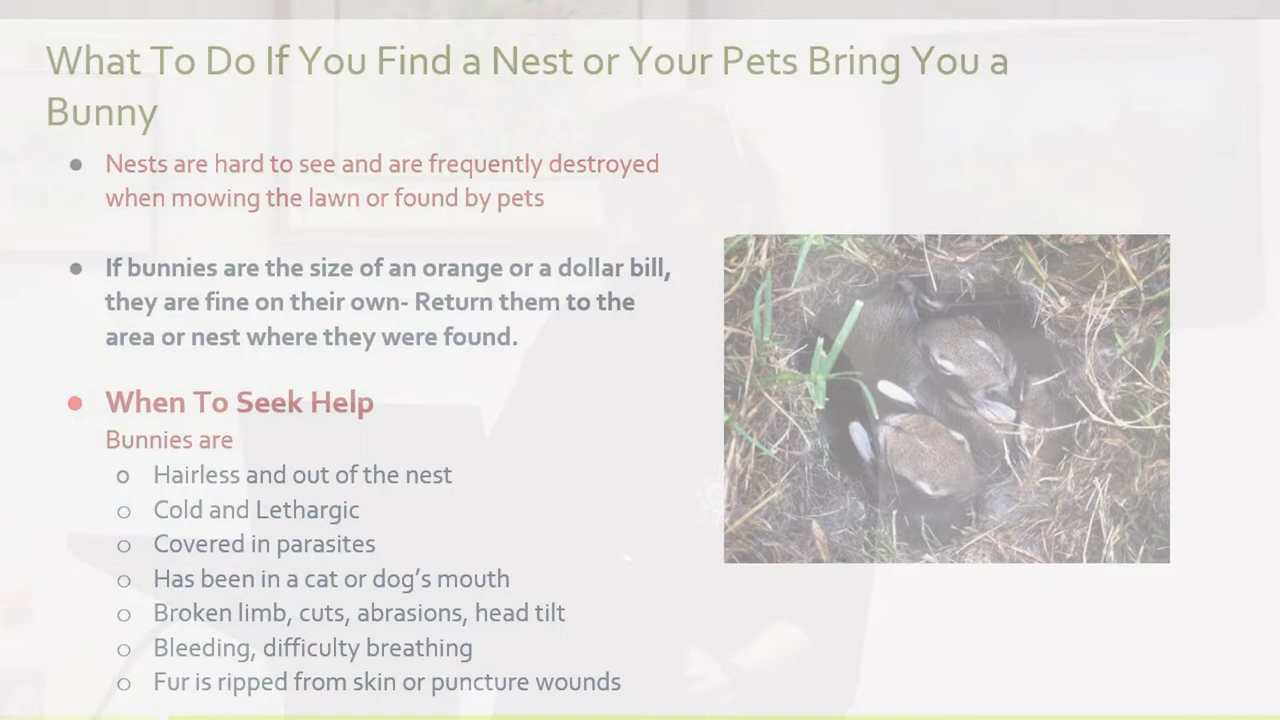 What To Do If You Find a Nest or Your Pets Bring You a
Bunny
● Nests are hard to see and are frequently destroyed
when mowing the lawn or found by pets
● If bunnies are the size of an orange or a dollar bill,
they are fine on their own- Return them to the
area or nest where they were found.
● When To Seek Help
Bunnies are
o Hairless and out of the nest
o Cold and Lethargic
o Covered in parasites
o Has been in a cat or dog’s mouth
o Broken limb, cuts, abrasions, head tilt
o Bleeding, difficulty breathing
o Fur is ripped from skin or puncture wounds